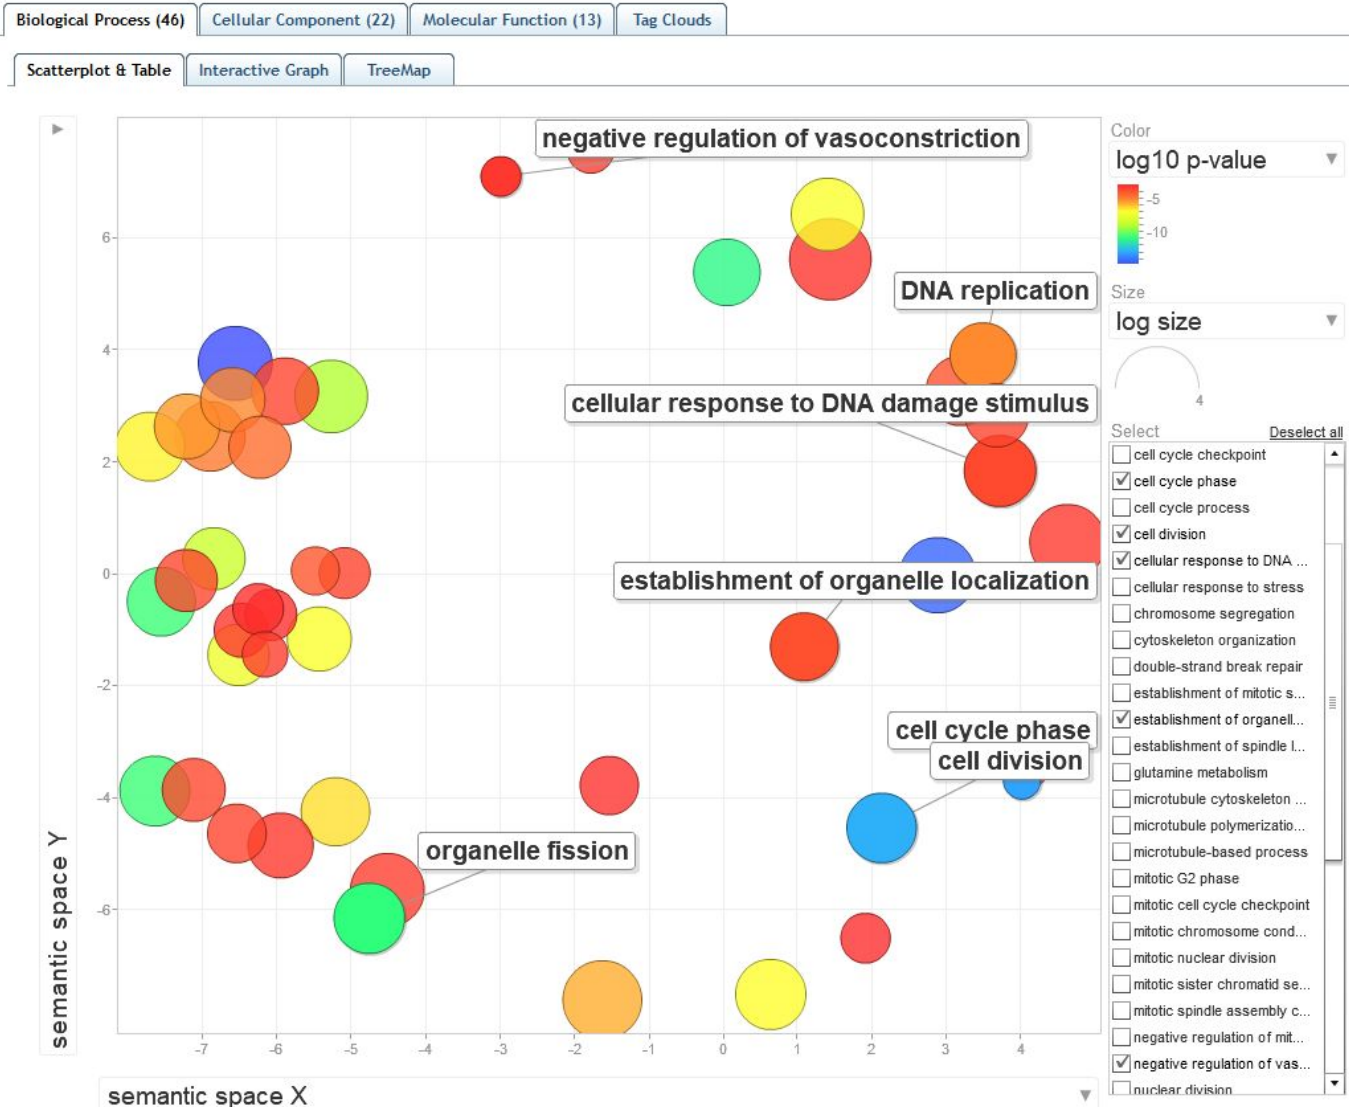 Biological Process (46) Cellular Component (22) Molecular Function (13) Tag Clouds
Scatterplot & Table Interactive Graph TreeMap
negative regulation of vasoconstriction
DNA replication
cellular response to DNA damage stimulus
establishment of organelle localization
cell cycle phase
cell division
organelle fission
6
4
2
0
-2
-4
-6
semantic space Y
-7 -6 -5 -4 -3 -2 -1 0 1 2 3 4
semantic space X
Color
log10 p-value
-5
-10
Size
log size
4
Select Deselect all
cell cycle checkpoint
cell cycle phase
cell cycle process
cell division
cellular response to DNA ...
cellular response to stress
chromosome segregation
cytoskeleton organization
double-strand break repair
establishment of mitotic s...
establishment of organell...
establishment of spindle l...
glutamine metabolism
microtubule cytoskeleton ...
microtubule polymerizatio...
microtubule-based process
mitotic G2 phase
mitotic cell cycle checkpoint
mitotic chromosome cond...
mitotic nuclear division
mitotic sister chromatid se...
mitotic spindle assembly c...
negative regulation of mit...
negative regulation of vas...
nuclear division